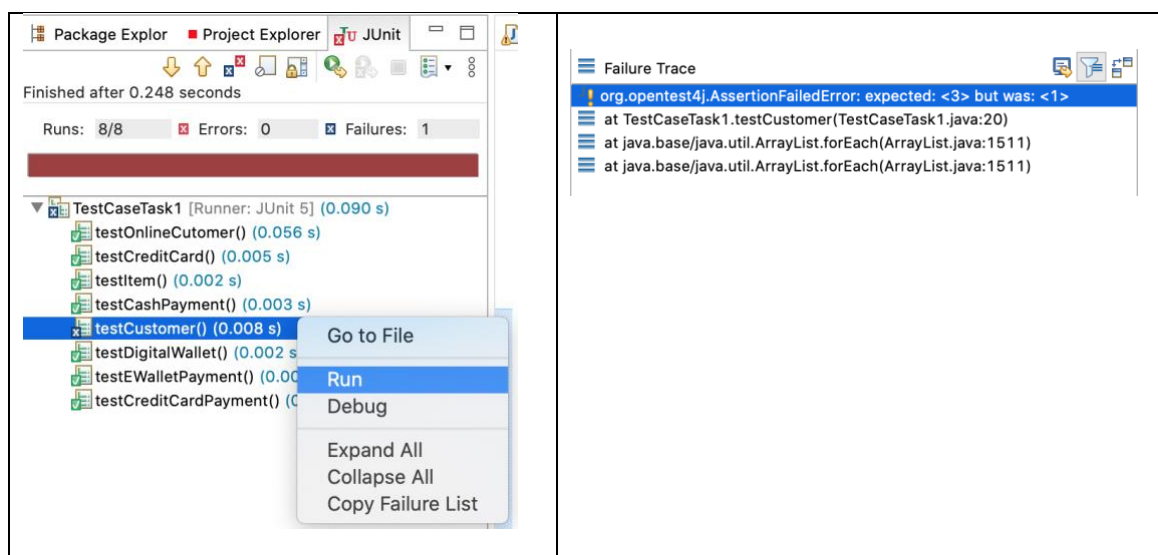 Package Explor Project Explorer JU JUnit
Finished after 0.248 seconds
Runs: 8/8 Errors: 0 Failures: 1
TestCaseTask1 [Runner: JUnit 5] (0.090 s)
testOnlineCutomer() (0.056 s)
testCreditCard() (0.005 s)
testItem() (0.002 s)
testCashPayment() (0.003 s)
testCustomer() (0.008 s)
testDigitalWallet() (0.002 s
testEWalletPayment() (0.00
testCreditCardPayment() (0
Go to File
Run
Debug
Expand All
Collapse All
Copy Failure List
Failure Trace
org.opentest4j.AssertionFailedError: expected: <3> but was: <1>
at TestCaseTask1.testCustomer(TestCaseTask1.java:20)
at java.base/java.util.ArrayList.forEach(ArrayList.java:1511)
at java.base/java.util.ArrayList.forEach(ArrayList.java:1511)